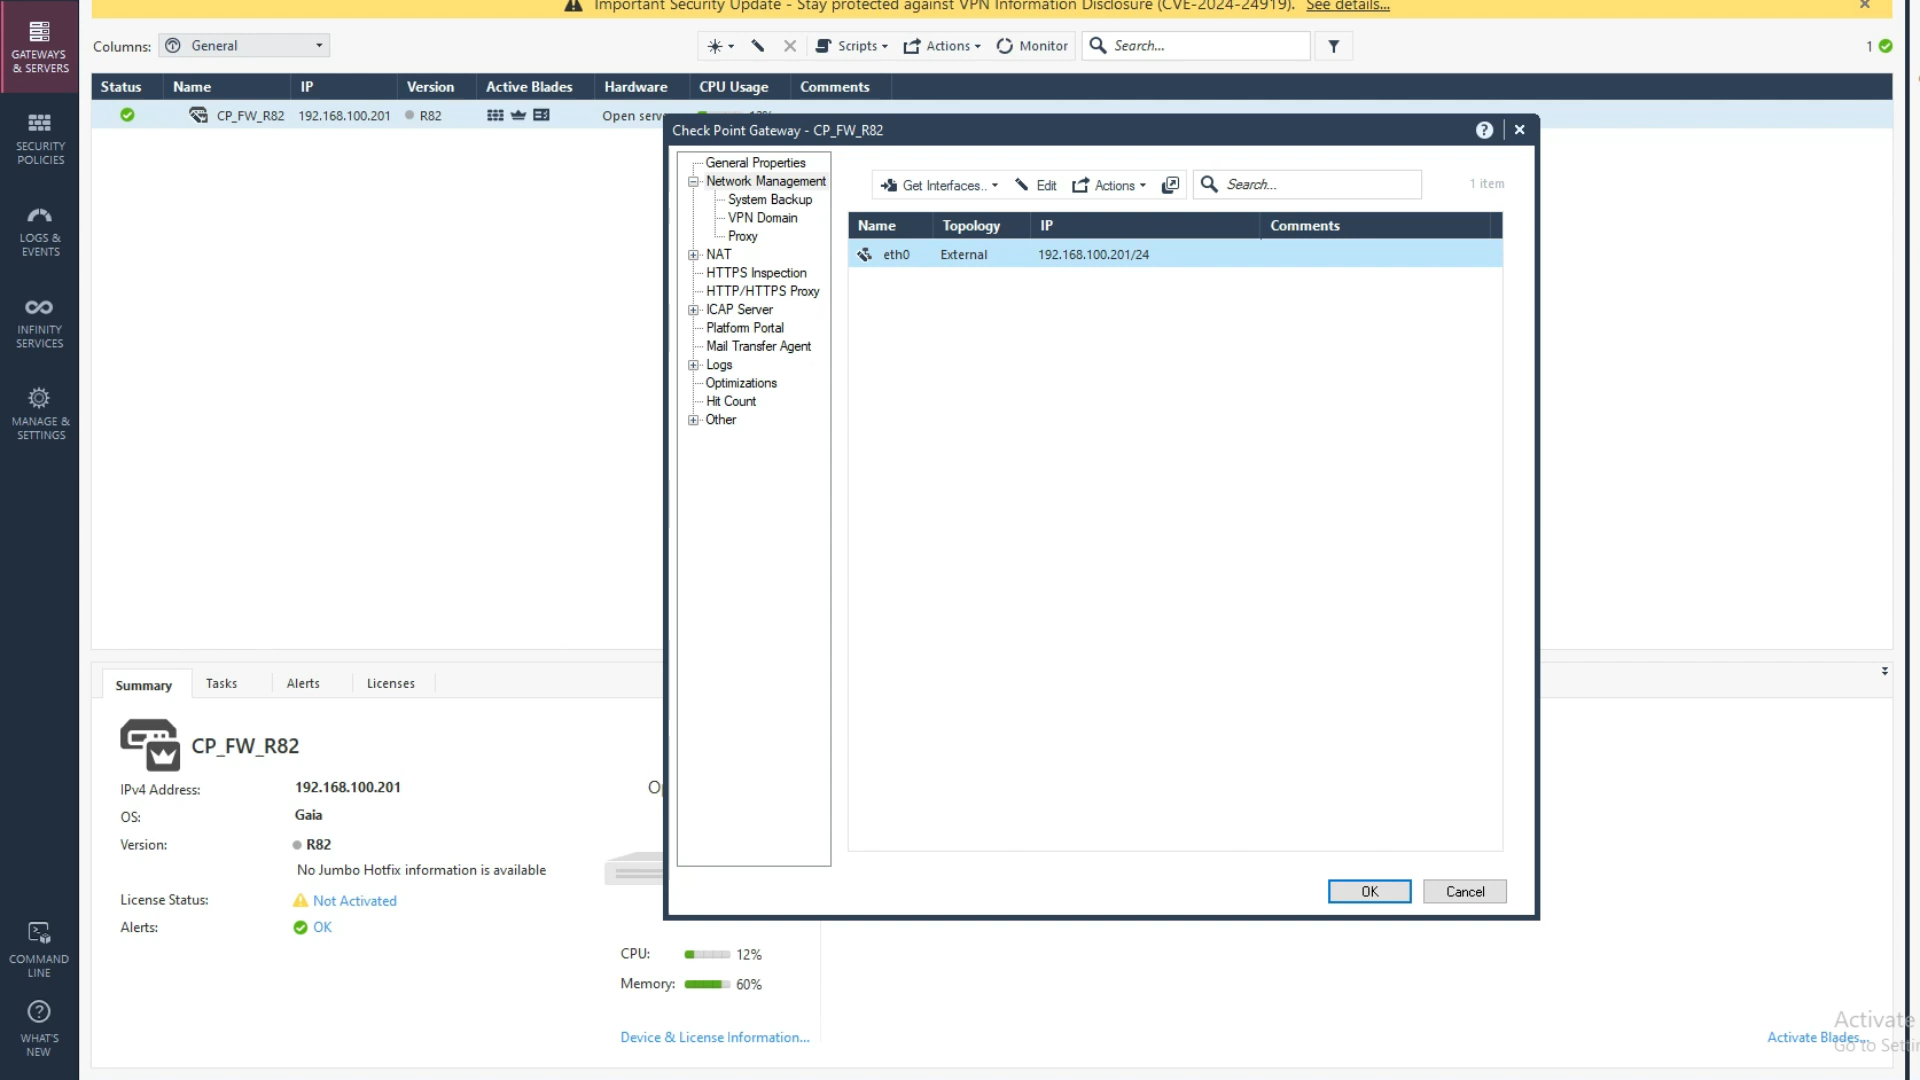 Important Security Update - Stay protected against VPN Information Disclosure (CVE-2024-24919). See details...
GATEWAYS
& SERVERS
SECURITY
POLICIES
LOGS &
EVENTS
INFINITY
SERVICES
MANAGE &
SETTINGS
COMMAND
LINE
WHAT'S
NEW
Columns: General
Scripts Actions Monitor Search... 1
Status Name IP Version Active Blades Hardware CPU Usage Comments
CP_FW_R82 192.168.100.201 R82 Open
Check Point Gateway - CP_FW_R82
General Properties
Network Management
System Backup
VPN Domain
Proxy
NAT
HTTPS Inspection
HTTP/HTTPS Proxy
ICAP Server
Platform Portal
Mail Transfer Agent
Logs
Optimizations
Hit Count
Other
Get Interfaces.. Edit Actions Search... 1 item
Name Topology IP Comments
eth0 External 192.168.100.201/24
OK Cancel
Summary Tasks Alerts Licenses
CP_FW_R82
IPv4 Address: 192.168.100.201
OS: Gaia
Version: R82
No Jumbo Hotfix information is available
License Status: Not Activated
Alerts: OK
CPU: 12%
Memory: 60%
Device & License Information...
Activate Blades...
Activate
Go to